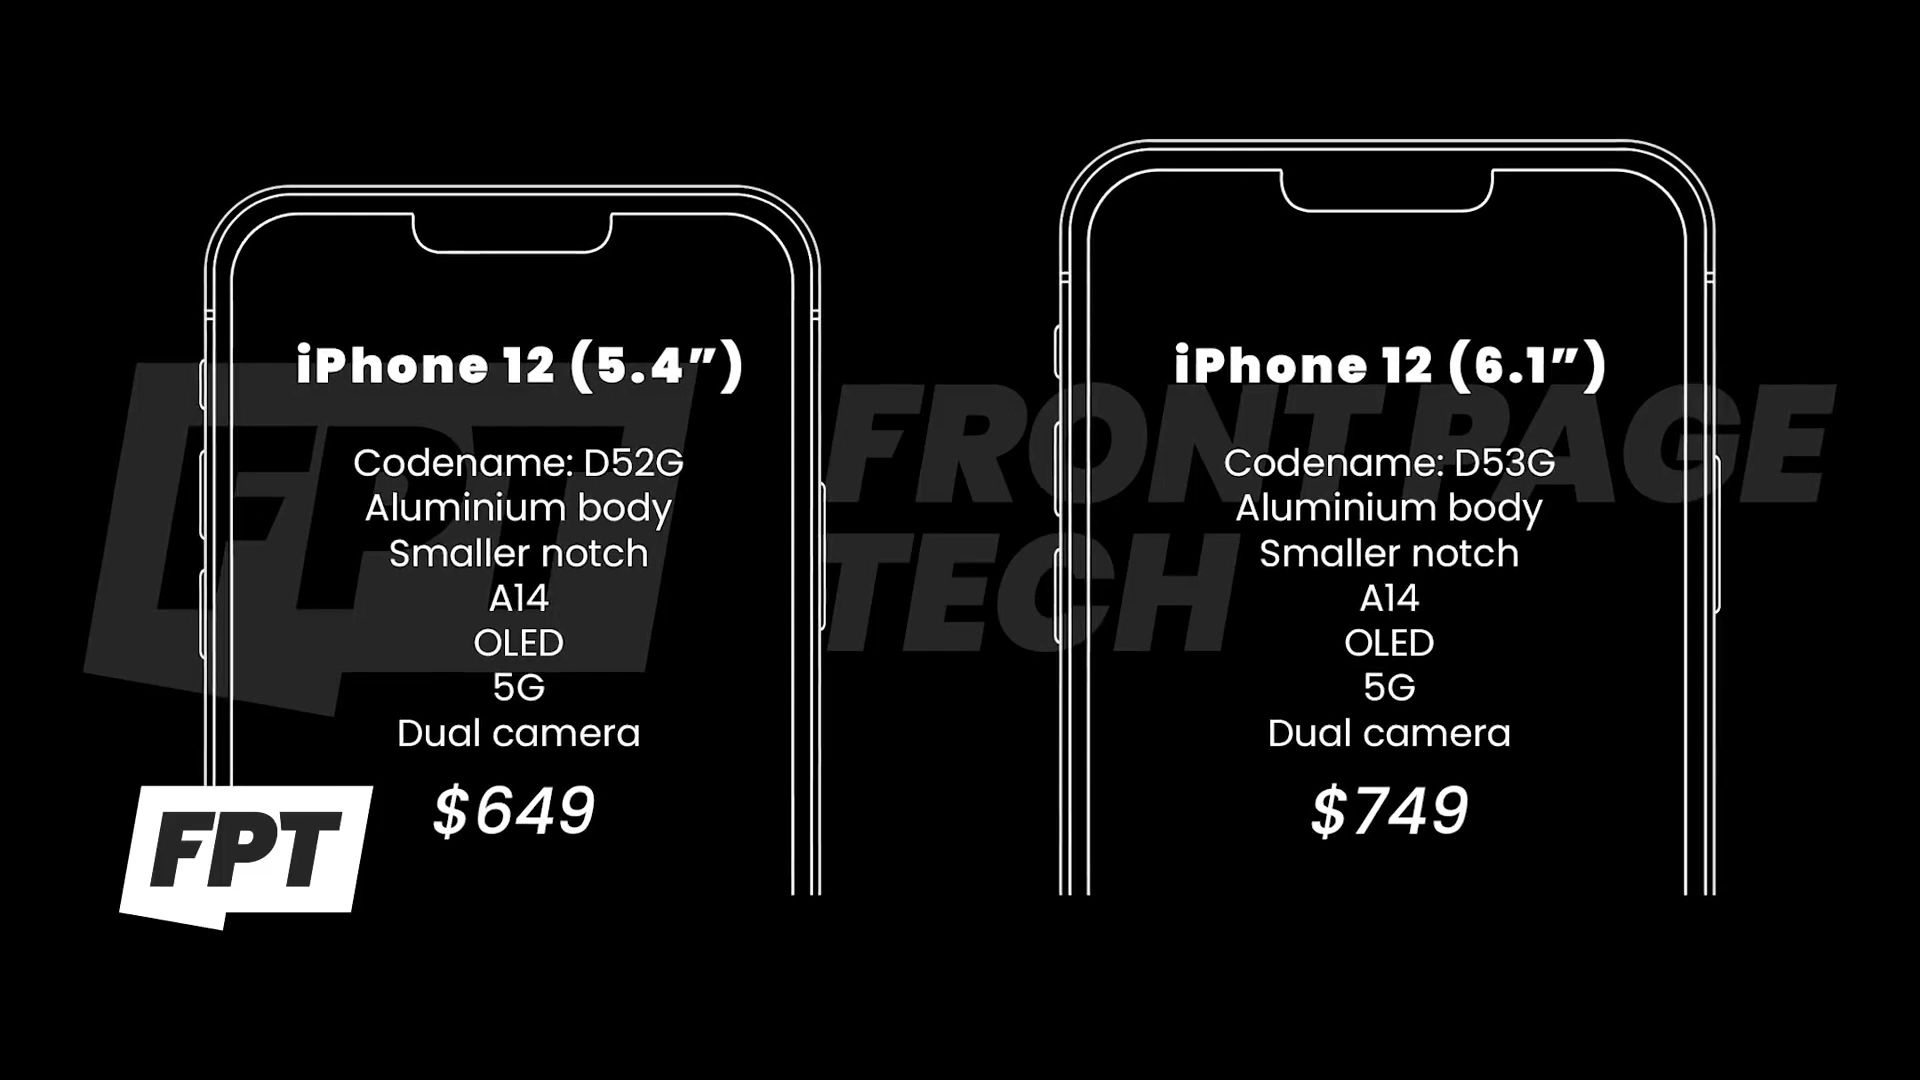 iPhone 12 (5.4”)
Codename: D52G
Aluminium body
Smaller notch
A14
OLED
5G
Dual camera
$649
iPhone 12 (6.1”)
Codename: D53G
Aluminium body
Smaller notch
A14
OLED
5G
Dual camera
$749
FPT
FRONT PAGE
TECH
FPT